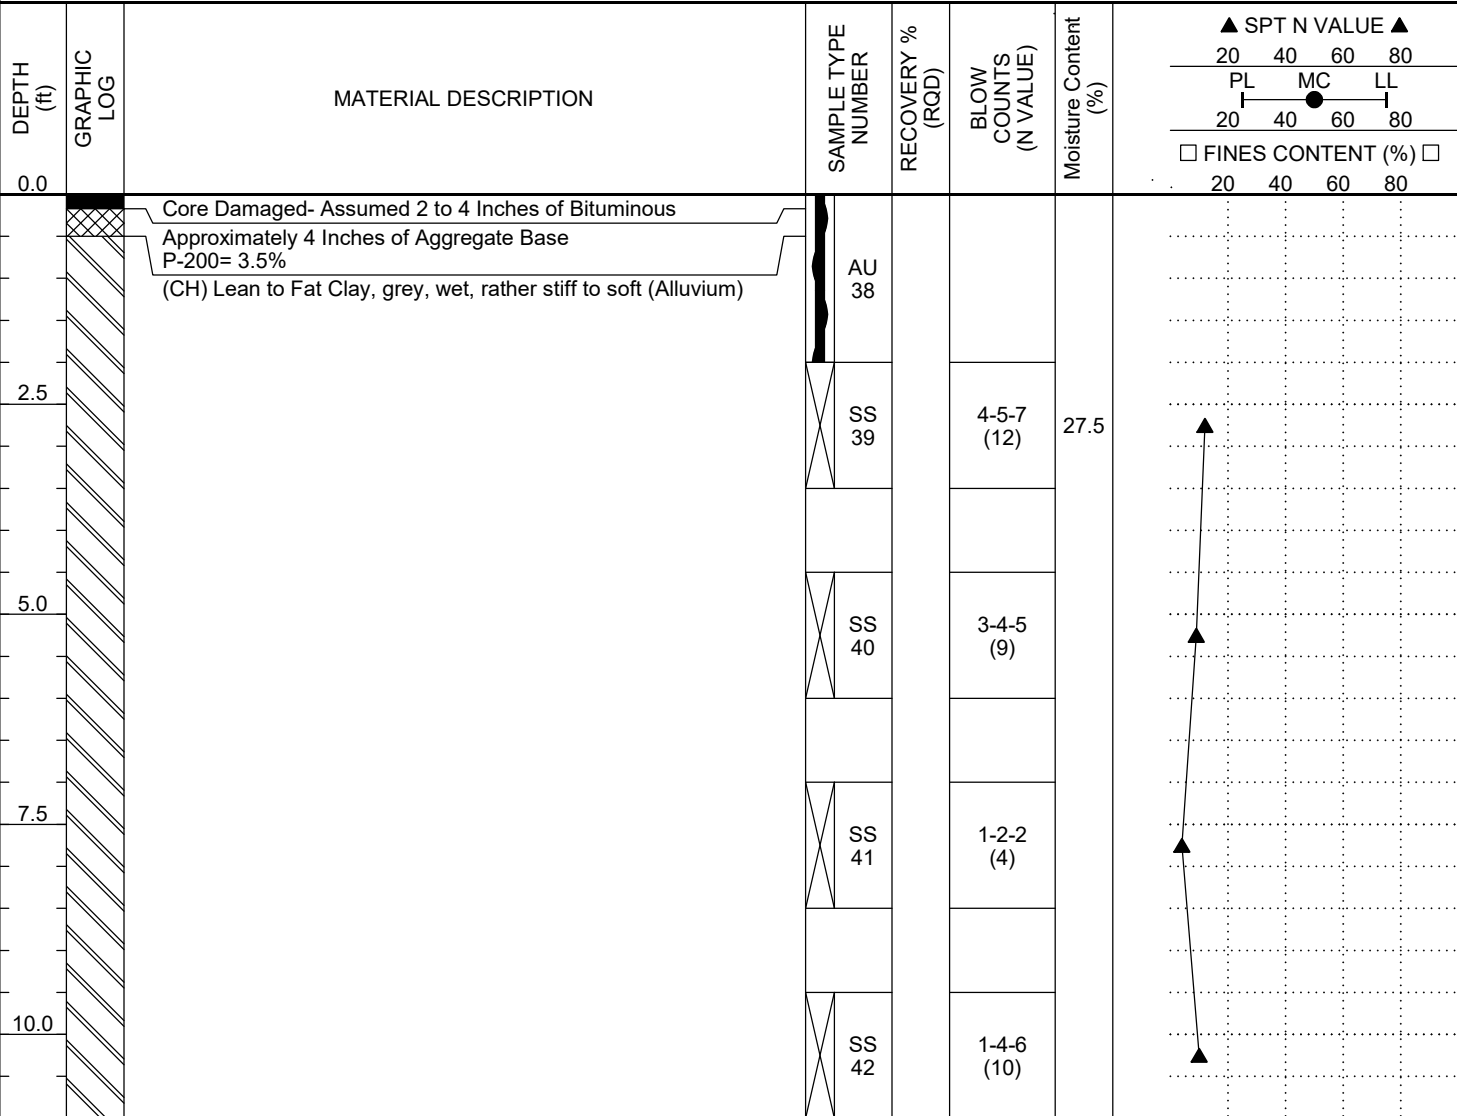 DEPTH
(ft)
GRAPHIC
LOG
MATERIAL DESCRIPTION
SAMPLE TYPE
NUMBER
RECOVERY %
(RQD)
BLOW
COUNTS
(N VALUE)
Moisture Content
(%)
▲ SPT N VALUE ▲
20 40 60 80
PL MC LL
20 40 60 80
□ FINES CONTENT (%) □
20 40 60 80
0.0
Core Damaged- Assumed 2 to 4 Inches of Bituminous
Approximately 4 Inches of Aggregate Base
P-200= 3.5%
(CH) Lean to Fat Clay, grey, wet, rather stiff to soft (Alluvium)
AU
38
2.5
SS
39
4-5-7
(12)
27.5
5.0
SS
40
3-4-5
(9)
7.5
SS
41
1-2-2
(4)
10.0
SS
42
1-4-6
(10)